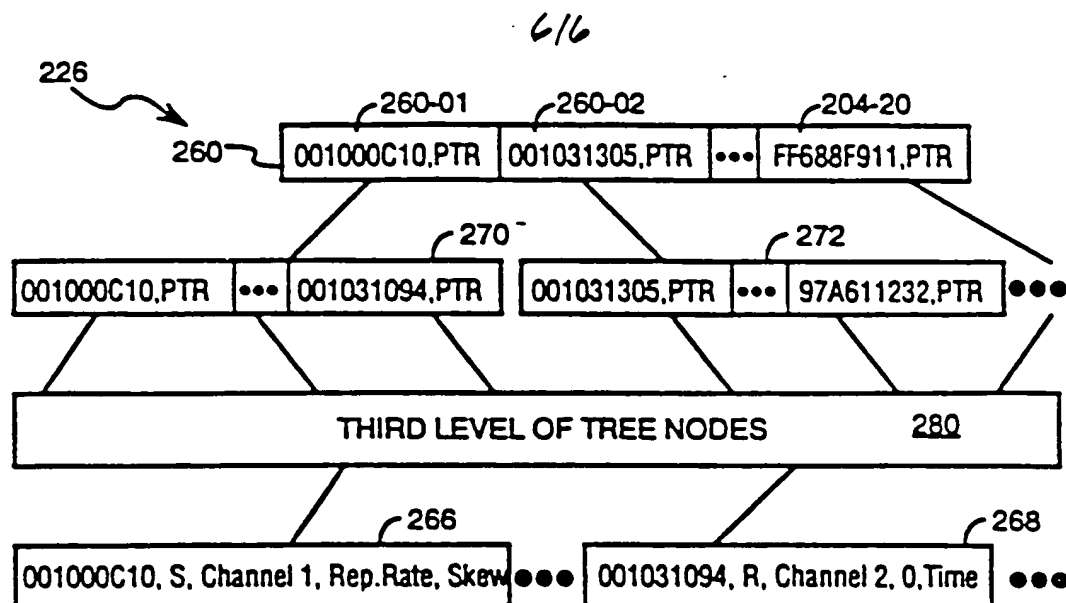 6/6
226
260-01 260-02 204-20
260 001000C10,PTR 001031305,PTR ••• FF688F911,PTR
270 272
001000C10,PTR ••• 001031094,PTR 001031305,PTR ••• 97A611232,PTR •••
THIRD LEVEL OF TREE NODES 280
266 268
001000C10, S, Channel 1, Rep.Rate, Skew ••• 001031094, R, Channel 2, 0,Time •••